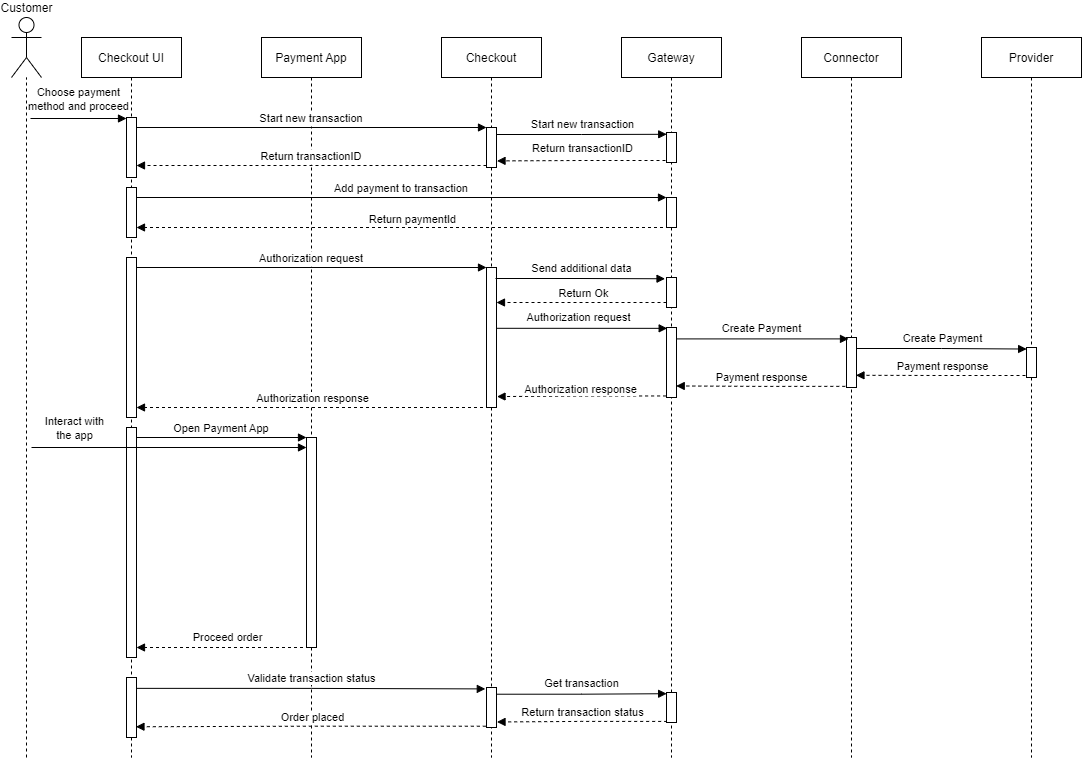 Customer
Checkout UI
Payment App
Checkout
Gateway
Connector
Provider
Choose payment
method and proceed
Start new transaction
Start new transaction
Return transactionID
Return transactionID
Add payment to transaction
Return paymentId
Authorization request
Send additional data
Return Ok
Authorization request
Create Payment
Create Payment
Payment response
Payment response
Authorization response
Authorization response
Interact with
the app
Open Payment App
Proceed order
Validate transaction status
Get transaction
Return transaction status
Order placed